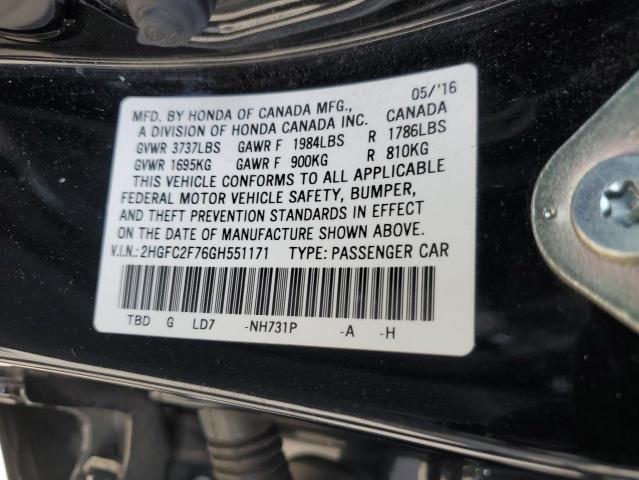 05/'16
MFD. BY HONDA OF CANADA MFG., CANADA
A DIVISION OF HONDA CANADA INC.
GVWR 3737LBS GAWR F 1984LBS R 1786LBS
GVWR 1695KG GAWR F 900KG R 810KG
THIS VEHICLE CONFORMS TO ALL APPLICABLE
FEDERAL MOTOR VEHICLE SAFETY, BUMPER,
AND THEFT PREVENTION STANDARDS IN EFFECT
ON THE DATE OF MANUFACTURE SHOWN ABOVE.
V.I.N.: 2HGFC2F76GH551171 TYPE: PASSENGER CAR
TBD G LD7 -NH731P -A -H